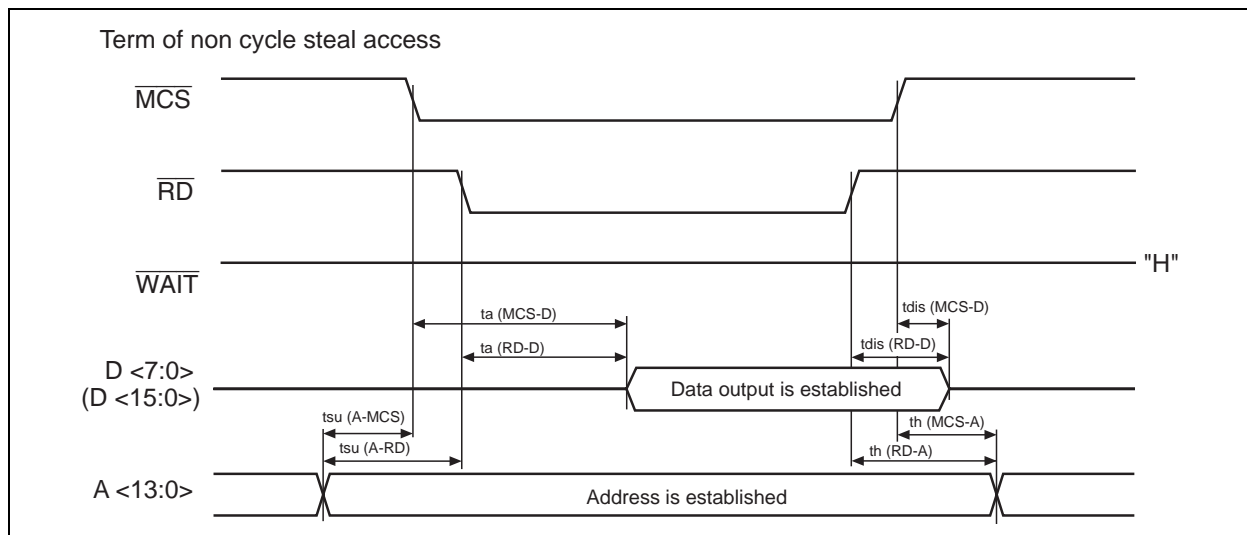 Term of non cycle steal access
MCS
RD
WAIT
"H"
ta (MCS-D)
tdis (MCS-D)
ta (RD-D)
tdis (RD-D)
D <7:0>
(D <15:0>)
Data output is established
tsu (A-MCS)
th (MCS-A)
tsu (A-RD)
th (RD-A)
A <13:0>
Address is established